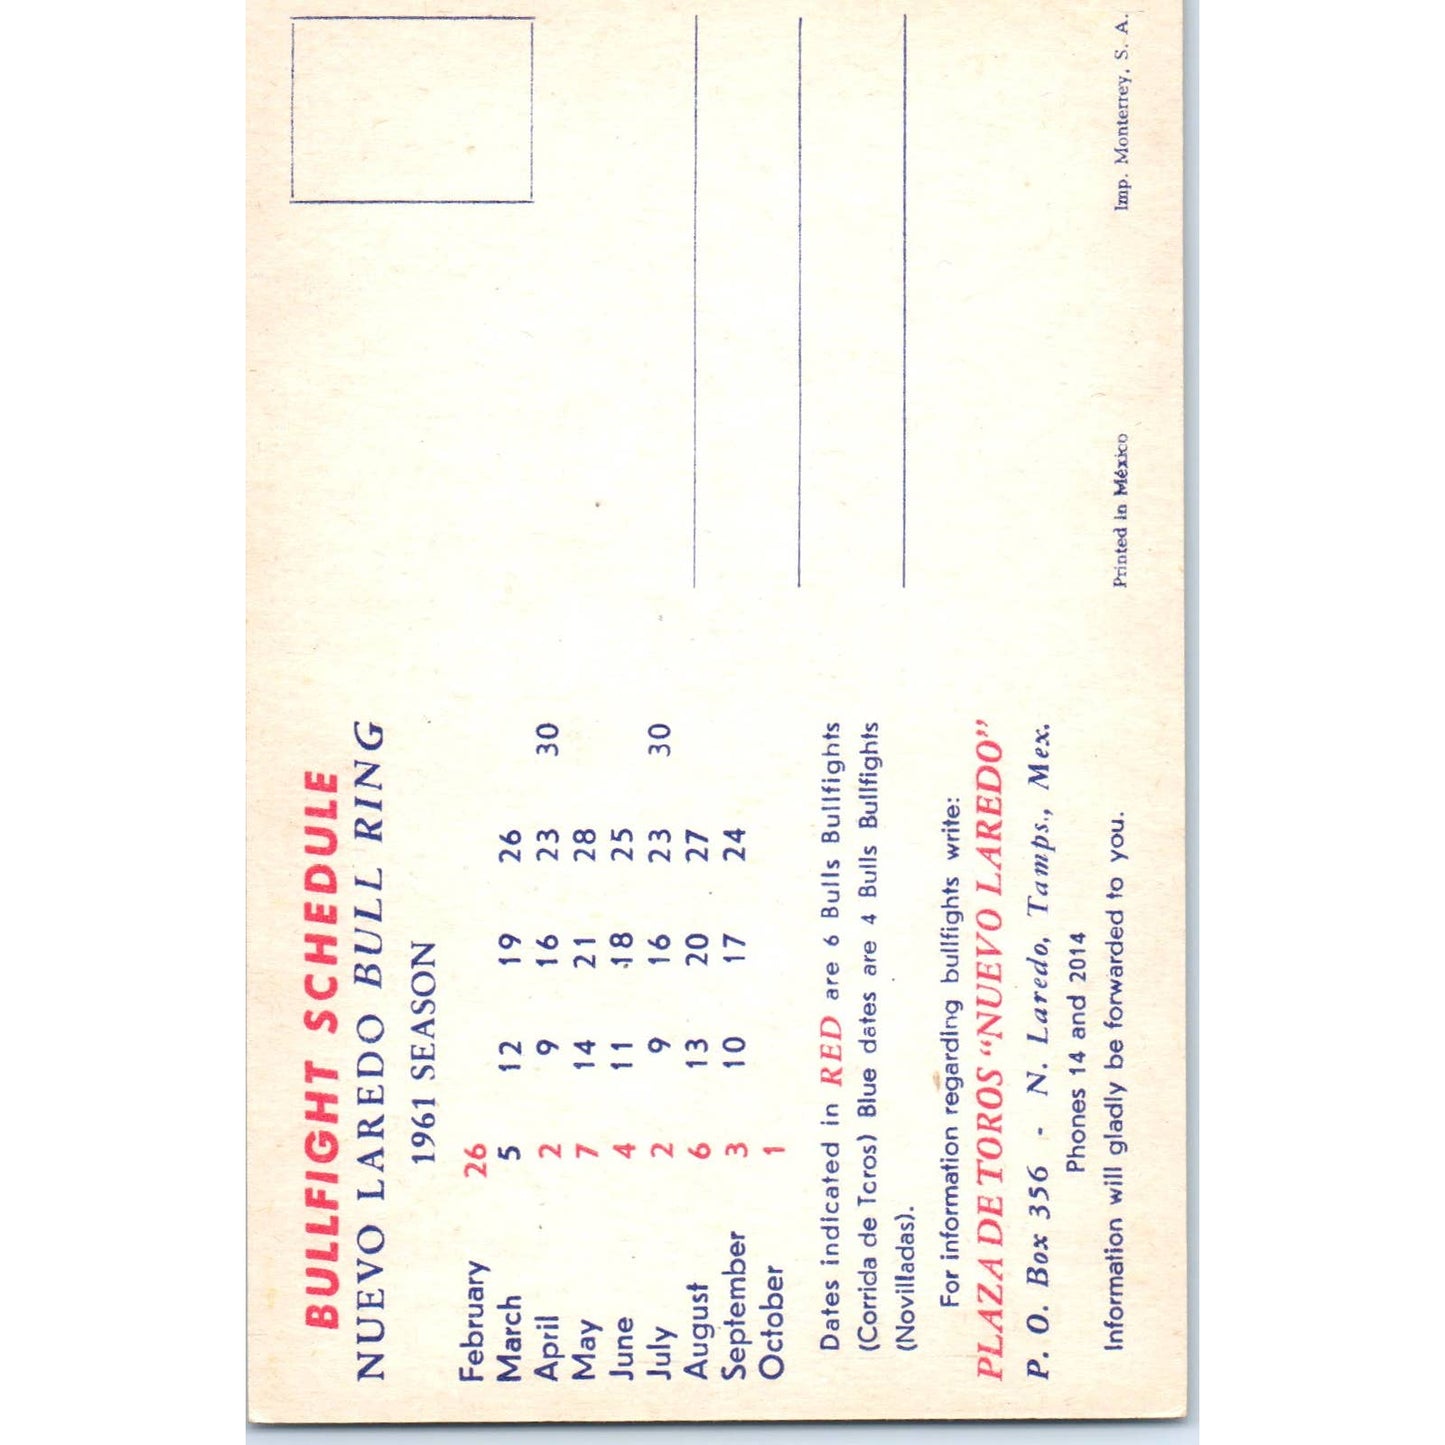 BULLFIGHT SCHEDULE
NUEVO LAREDO BULL RING
1961 SEASON
February 26
March 5 12 19 26
April 2 9 16 23 30
May 7 14 21 28
June 4 11 18 25
July 2 9 16 23 30
August 6 13 20 27
September 3 10 17 24
October 1
Dates indicated in RED are 6 Bulls Bullfights
(Corrida de Tcros) Blue dates are 4 Bulls Bullfights
(Novilladas).
For information regarding bullfights write:
PLAZA DE TOROS “NUEVO LAREDO”
P. O. Box 356 - N. Laredo, Tamps., Mex.
Phones 14 and 2014
Information will gladly be forwarded to you.
Printed in México
Imp. Monterrey, S. A.